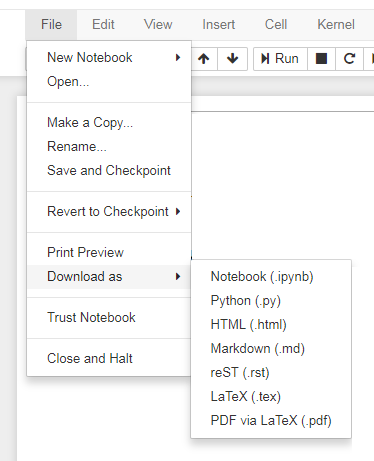 File Edit View Insert Cell Kernel
New Notebook
Run
Open...
Make a Copy...
Rename...
Save and Checkpoint
Revert to Checkpoint
Print Preview
Download as
Notebook (.ipynb)
Python (.py)
HTML (.html)
Trust Notebook
Markdown (.md)
Close and Halt
reST (.rst)
LaTeX (.tex)
PDF via LaTeX (.pdf)